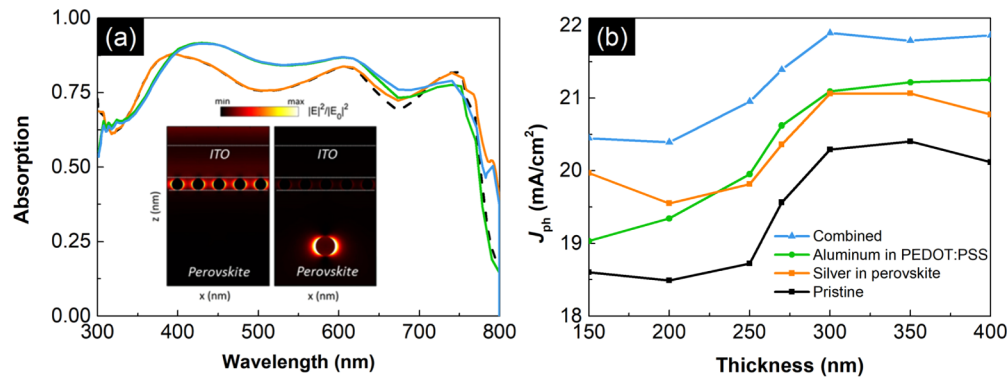 (a)
Absorption
1.00
0.75
0.50
0.25
0.00
min
max
|E|²/|E₀|²
ITO
ITO
z (nm)
Perovskite
Perovskite
x (nm)
x (nm)
300
400
500
600
700
800
Wavelength (nm)
(b)
Jph (mA/cm²)
22
21
20
19
18
Combined
Aluminum in PEDOT:PSS
Silver in perovskite
Pristine
150
200
250
300
350
400
Thickness (nm)